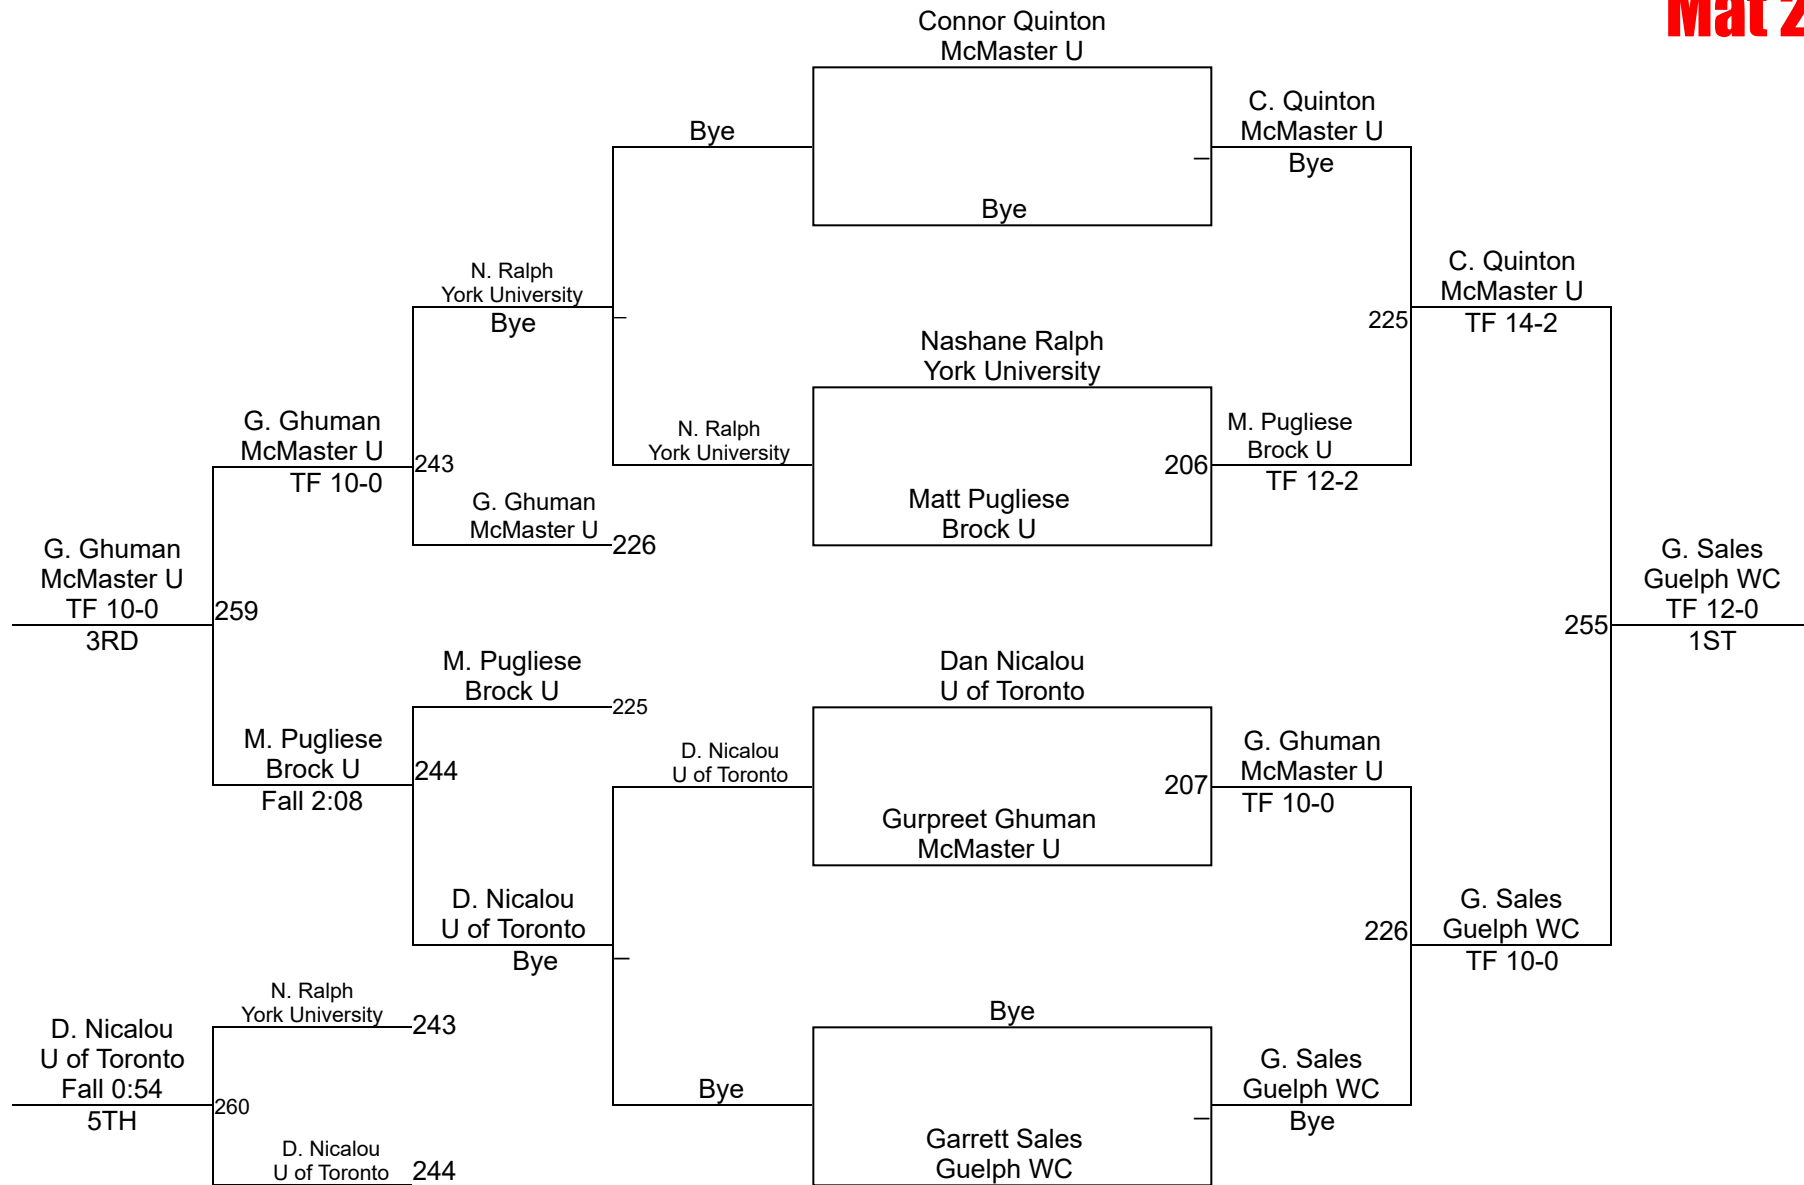 Mat 2
Connor Quinton
McMaster U
Bye
C. Quinton
McMaster U
Bye
Bye
N. Ralph
York University
Bye
C. Quinton
McMaster U
TF 14-2
225
Nashane Ralph
York University
G. Ghuman
McMaster U
TF 10-0
243
N. Ralph
York University
206
M. Pugliese
Brock U
TF 12-2
G. Ghuman
McMaster U
226
Matt Pugliese
Brock U
G. Ghuman
McMaster U
TF 10-0
3RD
259
G. Sales
Guelph WC
TF 12-0
1ST
255
M. Pugliese
Brock U
225
Dan Nicalou
U of Toronto
M. Pugliese
Brock U
Fall 2:08
244
D. Nicalou
U of Toronto
207
G. Ghuman
McMaster U
TF 10-0
Gurpreet Ghuman
McMaster U
D. Nicalou
U of Toronto
Bye
226
G. Sales
Guelph WC
TF 10-0
N. Ralph
York University
243
Bye
D. Nicalou
U of Toronto
Fall 0:54
5TH
260
Bye
G. Sales
Guelph WC
Bye
D. Nicalou
U of Toronto
244
Garrett Sales
Guelph WC